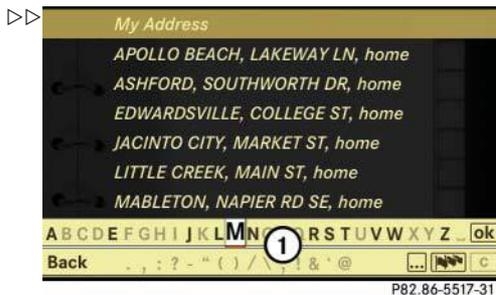 ▷▷
My Address
APOLLO BEACH, LAKEWAY LN, home
ASHFORD, SOUTHWORTH DR, home
EDWARDSVILLE, COLLEGE ST, home
JACINTO CITY, MARKET ST, home
LITTLE CREEK, MAIN ST, home
MABLETON, NAPIER RD SE, home
A B C D E F G H I J K L M N 1 R S T U V W X Y Z _ ok
Back . , : ? - " ( ) / \ ; ! & ' @ ... C
P82.86-5517-31